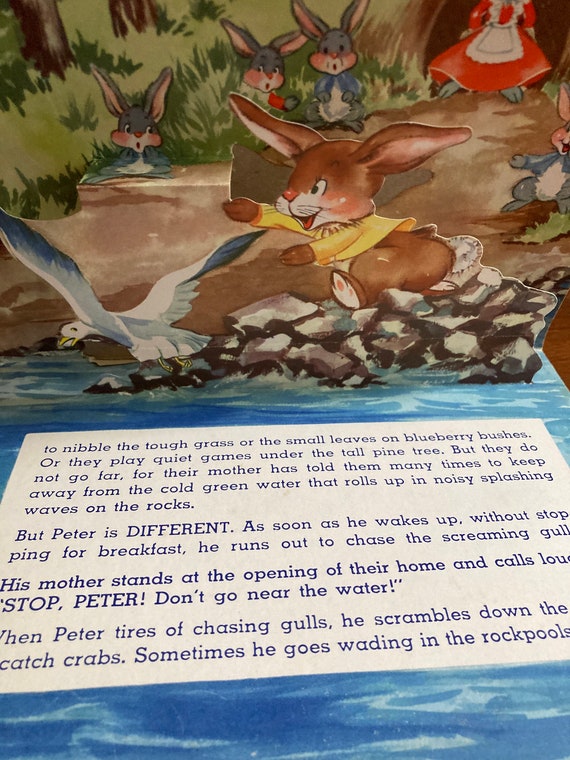 to nibble the tough grass or the small leaves on blueberry bushes.
Or they play quiet games under the tall pine tree. But they do
not go far, for their mother has told them many times to keep
away from the cold green water that rolls up in noisy splashing
waves on the rocks.
But Peter is DIFFERENT. As soon as he wakes up, without stop
ping for breakfast, he runs out to chase the screaming gull
His mother stands at the opening of their home and calls lou
"STOP, PETER! Don't go near the water!"
When Peter tires of chasing gulls, he scrambles down the
catch crabs. Sometimes he goes wading in the rockpools